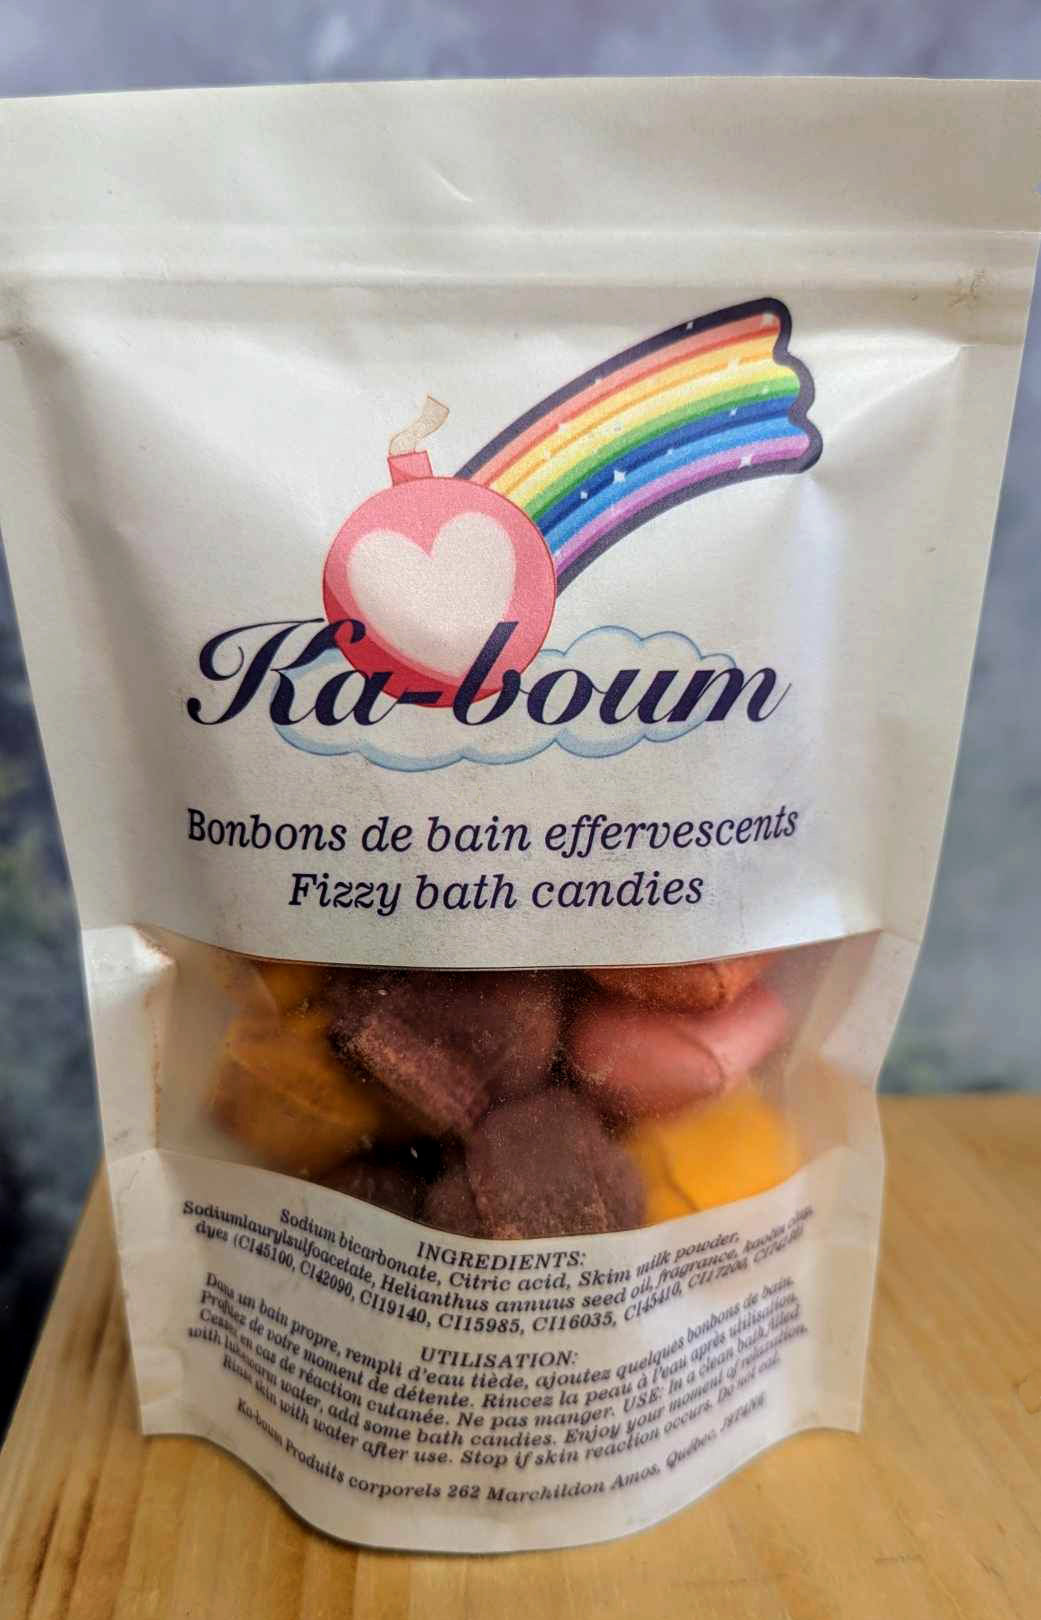 Ka-boum
Bonbons de bain effervescents
Fizzy bath candies
INGREDIENTS:
Sodium bicarbonate, Citric acid, Skim milk powder,
Sodiumlaurylsulfoacetate, Helianthus annuus seed oil, fragrance, kaolin clay,
dyes (CI45100, CI42090, CI19140, CI15985, CI16035, CI45410, CI17200,
UTILISATION:
Dans un bain propre, rempli d'eau tiède, ajoutez quelques bonbons de bain.
Profitez de votre moment de détente. Rincez la peau à l'eau après utilisation.
Cessez en cas de réaction cutanée. Ne pas manger. USE: In a clean bath, filled
with lukewarm water, add some bath candies. Enjoy your moment of relaxation.
Rinse skin with water after use. Stop if skin reaction occurs. Do not eat.
Ka-boum Produits corporels 262 Marchildon Amos, Québec,